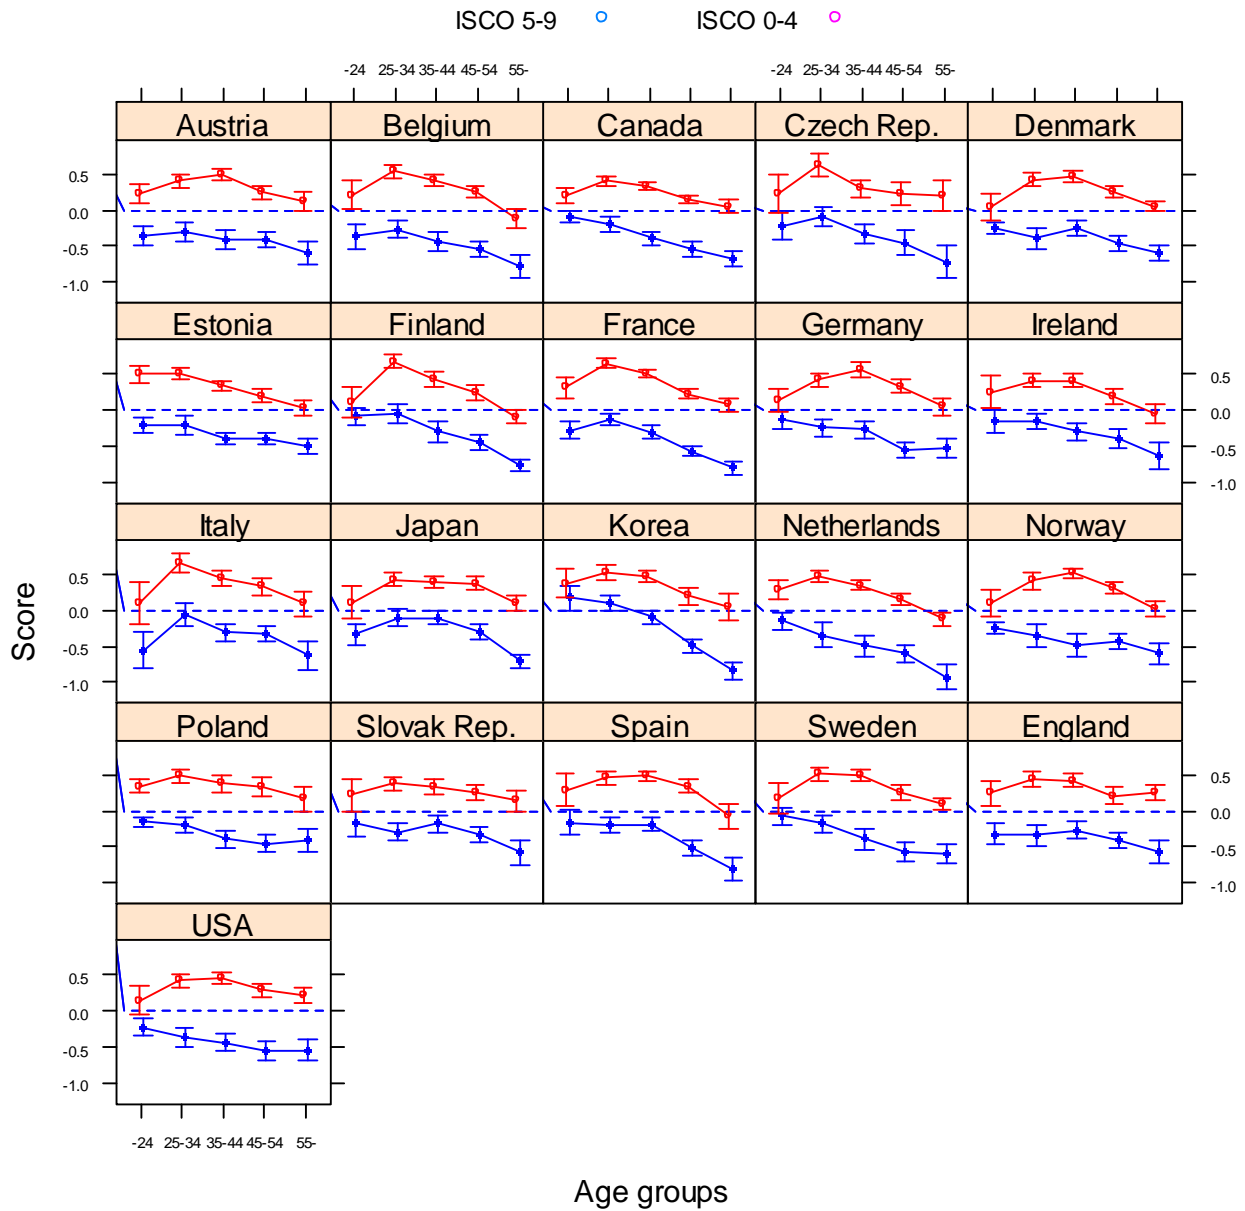 ISCO 5-9 ISCO 0-4
-24 25-34 35-44 45-54 55- -24 25-34 35-44 45-54 55-
Austria Belgium Canada Czech Rep. Denmark
0.5
0.0
-0.5
-1.0
Estonia Finland France Germany Ireland
0.5
0.0
-0.5
-1.0
Italy Japan Korea Netherlands Norway
0.5
0.0
-0.5
-1.0
Score
Poland Slovak Rep. Spain Sweden England
0.5
0.0
-0.5
-1.0
USA
0.5
0.0
-0.5
-1.0
-24 25-34 35-44 45-54 55-
Age groups